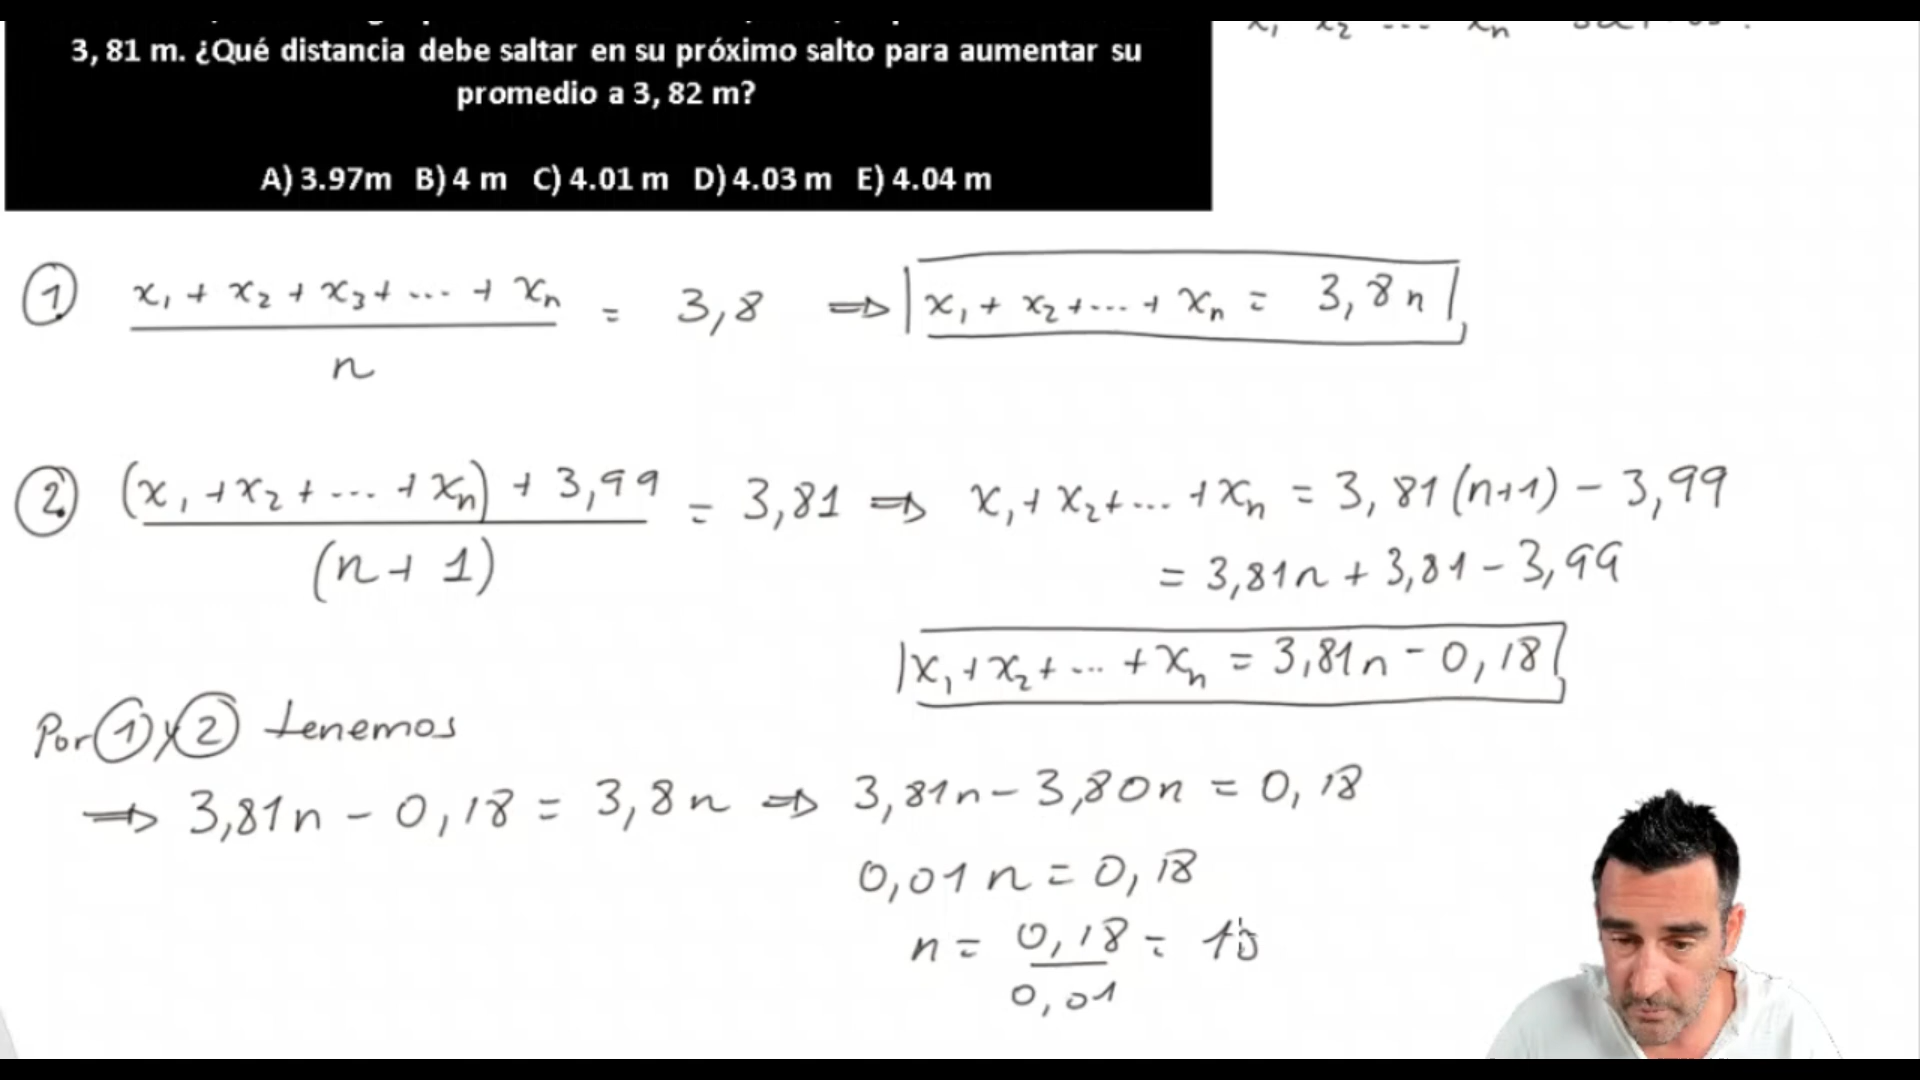 3, 81 m. ¿Qué distancia debe saltar en su próximo salto para aumentar su
promedio a 3, 82 m?
A) 3.97m B) 4 m C) 4.01 m D) 4.03 m E) 4.04 m
x₁ x₂ ... xₙ
① x₁ + x₂ + x₃ + ... + xₙ / n = 3,8 ⇒ x₁ + x₂ + ... + xₙ = 3,8n
② (x₁ + x₂ + ... + xₙ) + 3,99 / (n + 1) = 3,81 ⇒ x₁ + x₂ + ... + xₙ = 3,81(n+1) - 3,99
= 3,81n + 3,81 - 3,99
x₁ + x₂ + ... + xₙ = 3,81n - 0,18
Por ① y ② tenemos
⇒ 3,81n - 0,18 = 3,8n ⇒ 3,81n - 3,80n = 0,18
0,01 n = 0,18
n = 0,18 / 0,01 = 18